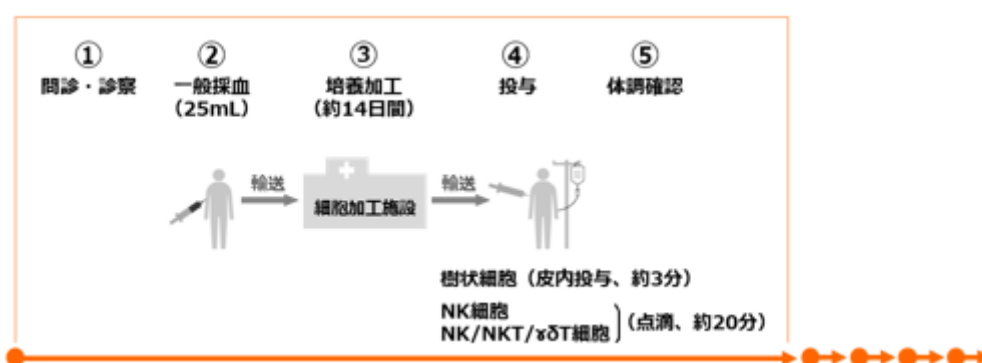 ①
問診・診察
②
一般採血
（25mL）
③
培養加工
（約14日間）
④
投与
⑤
体調確認
輸送
細胞加工施設
輸送
樹状細胞（皮内投与、約3分）
NK細胞
NK/NKT/γδT細胞
（点滴、約20分）